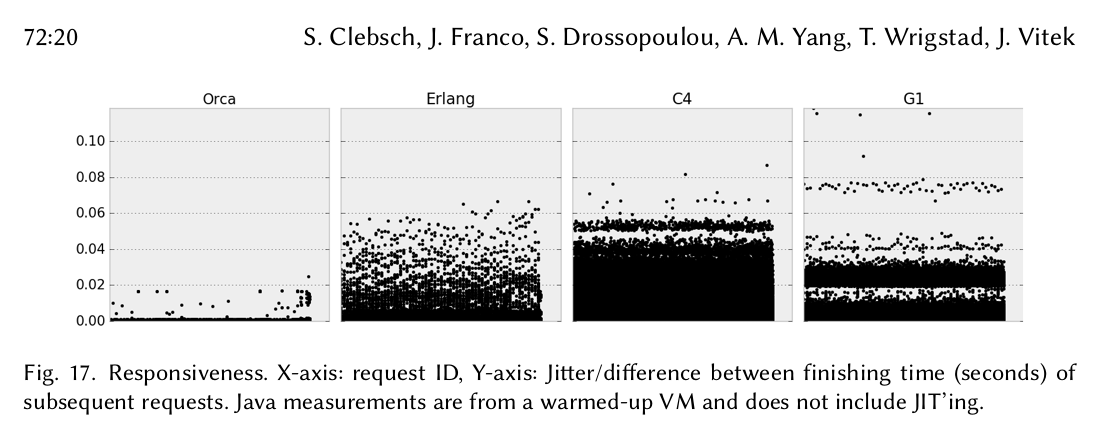 72:20 S. Clebsch, J. Franco, S. Drossopoulou, A. M. Yang, T. Wrigstad, J. Vitek
Orca Erlang C4 G1
0.10
0.08
0.06
0.04
0.02
0.00
Fig. 17. Responsiveness. X-axis: request ID, Y-axis: Jitter/difference between finishing time (seconds) of
subsequent requests. Java measurements are from a warmed-up VM and does not include JIT'ing.